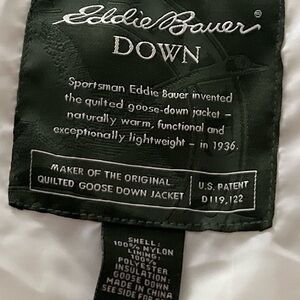 Eddie Bauer®
DOWN
Sportsman Eddie Bauer invented
the quilted goose-down jacket –
naturally warm, functional and
exceptionally lightweight – in 1936.
MAKER OF THE ORIGINAL
QUILTED GOOSE DOWN JACKET
U.S. PATENT
D119,122
SHELL:
100% NYLON
LINING:
100%
POLYESTER
INSULATION:
GOOSE DOWN
MADE IN CHINA
SEE SIDE FOR